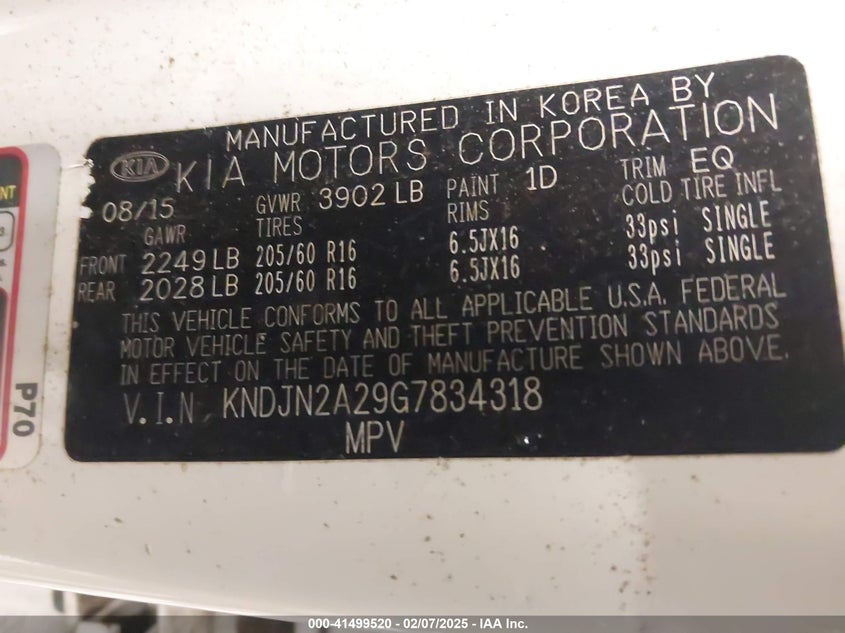 MANUFACTURED IN KOREA BY
KIA KIA MOTORS CORPORATION
08/15 GVWR 3902 LB PAINT 1D TRIM EQ
GAWR TIRES RIMS COLD TIRE INFL
FRONT 2249 LB 205/60 R16 6.5JX16 33psi SINGLE
REAR 2028 LB 205/60 R16 6.5JX16 33psi SINGLE
THIS VEHICLE CONFORMS TO ALL APPLICABLE U.S.A. FEDERAL
MOTOR VEHICLE SAFETY AND THEFT PREVENTION STANDARDS
IN EFFECT ON THE DATE OF MANUFACTURE SHOWN ABOVE.
V.I.N KNDJN2A29G7834318
MPV
P70
000-41499520 - 02/07/2025 - IAA Inc.